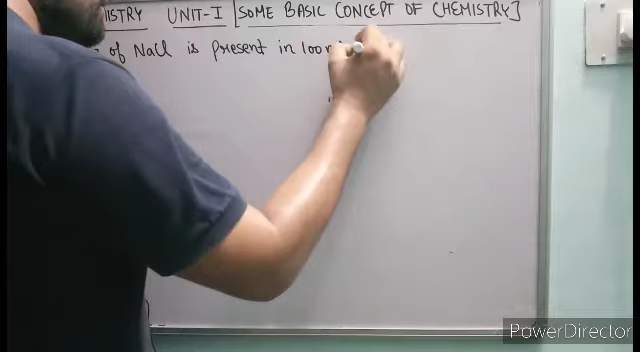 ISTRY UNIT-I [SOME BASIC CONCEPT OF CHEMISTRY]
of NaCl is present in 100
PowerDirector